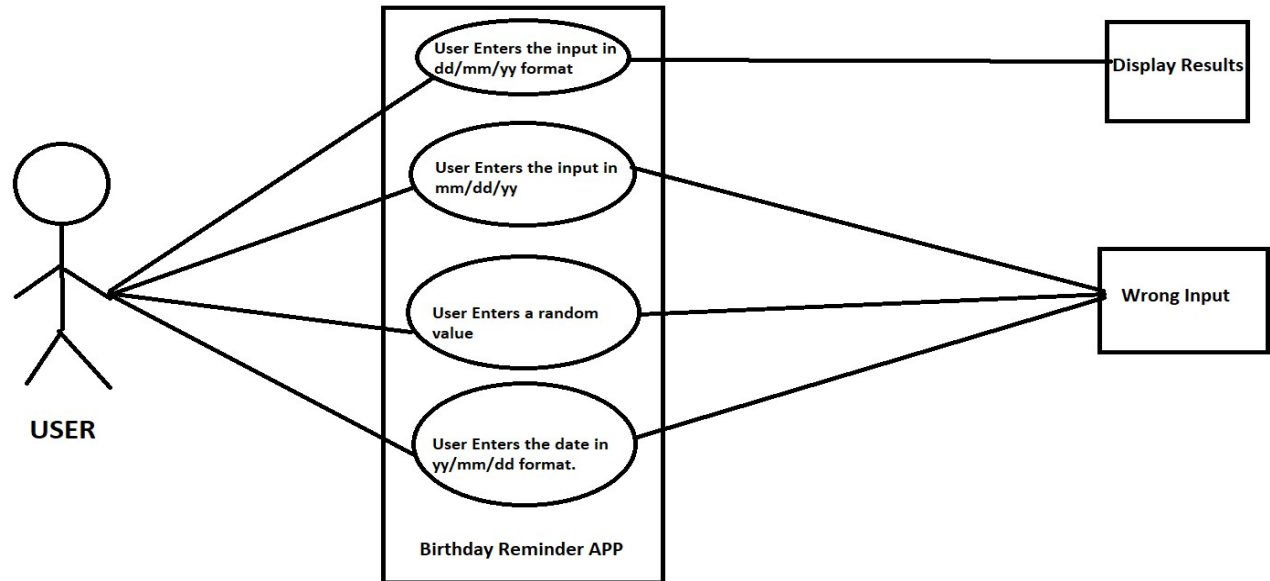 User Enters the input in
dd/mm/yy format
Display Results
User Enters the input in
mm/dd/yy
User Enters a random
value
Wrong Input
USER
User Enters the date in
yy/mm/dd format.
Birthday Reminder APP